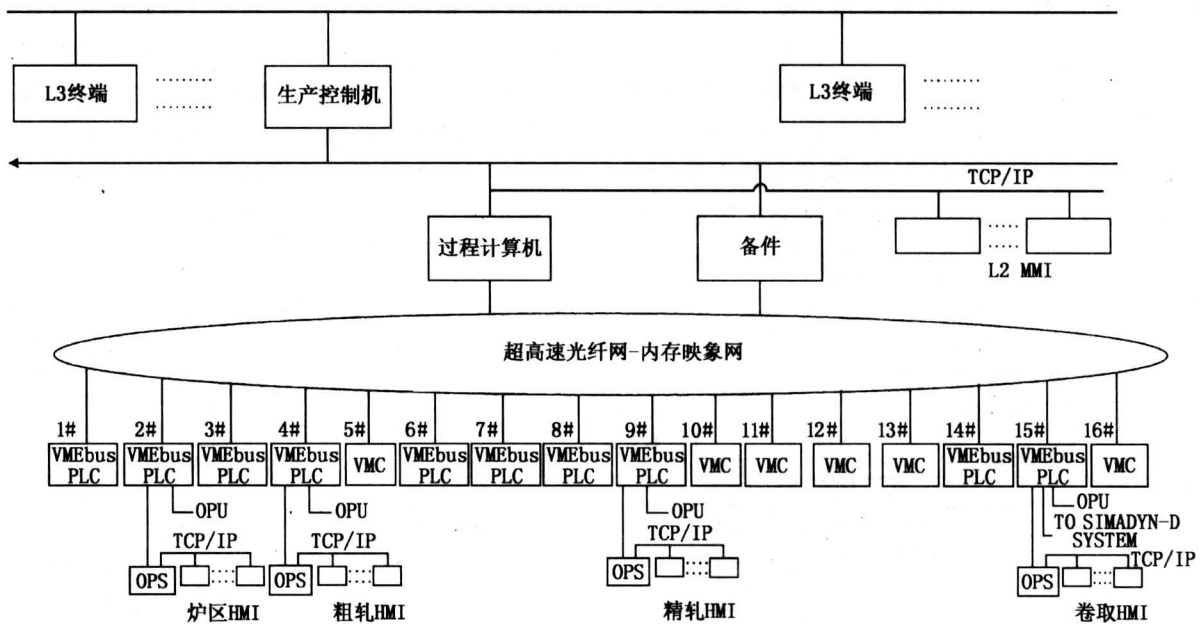 L3终端
生产控制机
L3终端
TCP/IP
过程计算机
备件
L2 MMI
超高速光纤网-内存映象网
1# 2# 3# 4# 5# 6# 7# 8# 9# 10# 11# 12# 13# 14# 15# 16#
VMEbus PLC
VMEbus PLC
VMEbus PLC
VMEbus PLC
VMC
VMEbus PLC
VMEbus PLC
VMEbus PLC
VMEbus PLC
VMC
VMC
VMC
VMC
VMEbus PLC
VMEbus PLC
VMC
OPU
OPU
OPU
OPU
TO SIMADYN-D
SYSTEM
TCP/IP
TCP/IP
TCP/IP
TCP/IP
OPS
OPS
OPS
OPS
炉区HMI
粗轧HMI
精轧HMI
卷取HMI